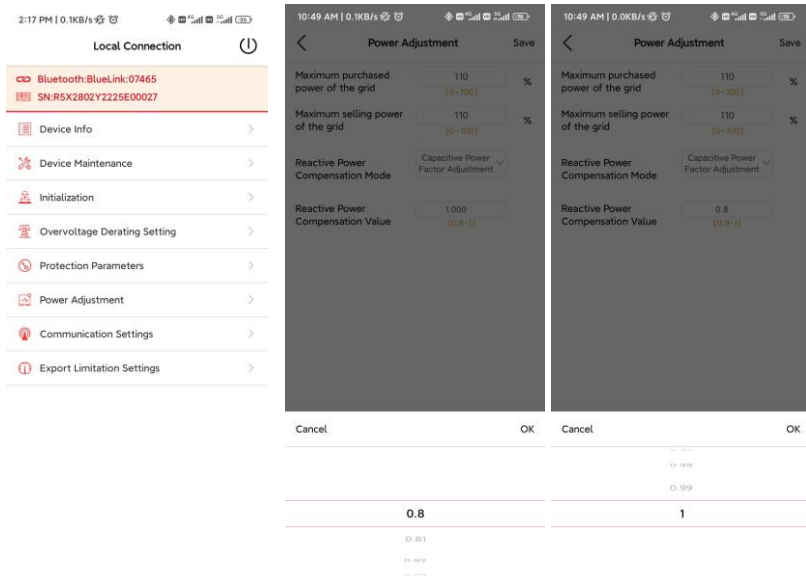 2:17 PM | 0.1KB/s
Local Connection
Bluetooth:BlueLink:07465
SN:R5X2802Y2225E00027
Device Info
Device Maintenance
Initialization
Overvoltage Derating Setting
Protection Parameters
Power Adjustment
Communication Settings
Export Limitation Settings
10:49 AM | 0.1KB/s
Power Adjustment
Save
Maximum purchased
power of the grid
110
[0~100]
%
Maximum selling power
of the grid
110
[0~100]
%
Reactive Power
Compensation Mode
Capacitive Power
Factor Adjustment
Reactive Power
Compensation Value
1.000
[0.8~1]
Cancel
OK
0.8
0.81
0.82
10:49 AM | 0.0KB/s
Power Adjustment
Save
Maximum purchased
power of the grid
110
[0~100]
%
Maximum selling power
of the grid
110
[0~100]
%
Reactive Power
Compensation Mode
Capacitive Power
Factor Adjustment
Reactive Power
Compensation Value
0.8
[0.8~1]
Cancel
OK
0.98
0.99
1